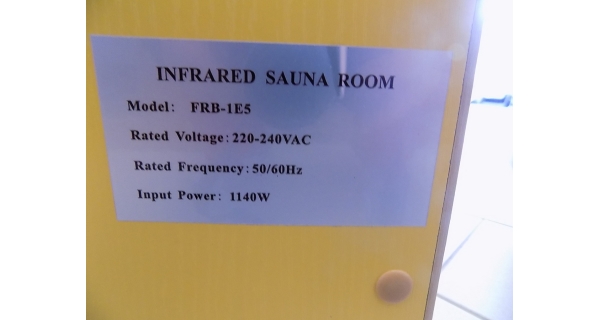 INFRARED SAUNA ROOM
Model: FRB-1E5
Rated Voltage: 220-240VAC
Rated Frequency: 50/60Hz
Input Power: 1140W